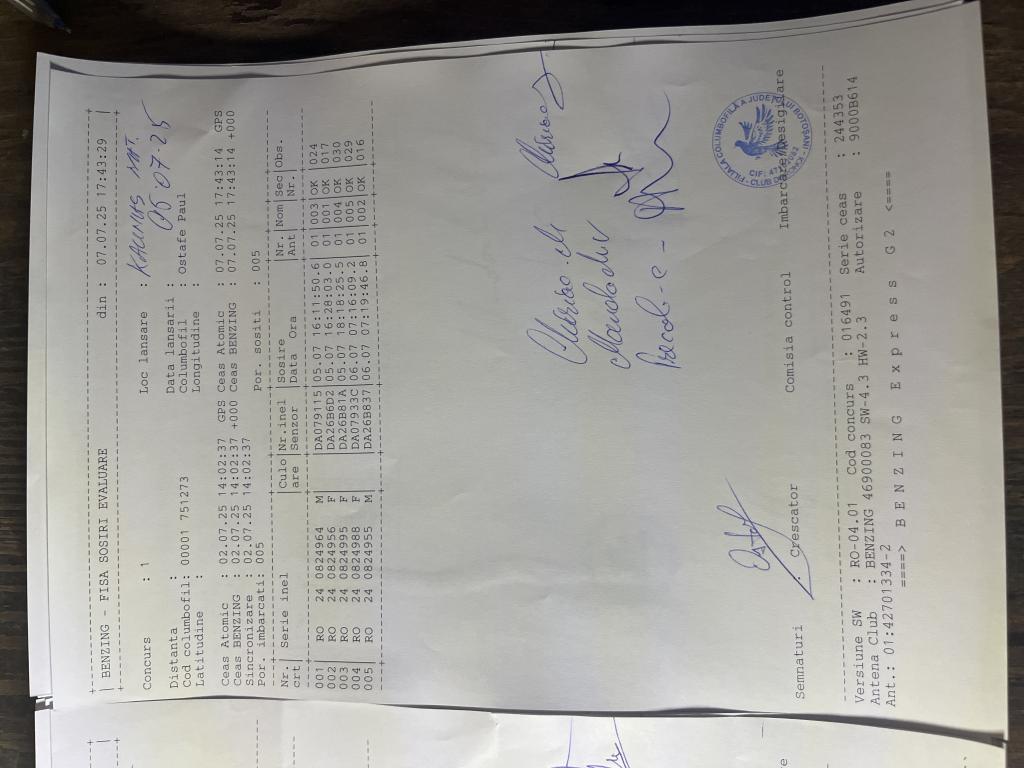 BENZING - FISA SOSIRI EVALUARE din : 07.07.25 17:43:29
Concurs : 1 Loc lansare : KAUNAS NAT.
Distanta : Data lansarii : 05 07-25
Cod columbofil: 00001 751273 Columbofil : Ostafe Paul
Latitudine : Longitudine :
Ceas Atomic : 02.07.25 14:02:37 GPS Ceas Atomic : 07.07.25 17:43:14 GPS
Ceas BENZING : 02.07.25 14:02:37 +000 Ceas BENZING : 07.07.25 17:43:14 +000
Sincronizare : 02.07.25 14:02:37
Por. imbarcati: 005 Por. sositi : 005
Nr.| Serie inel |Culo|Nr.inel |Sosire |Nr |Nom|Sec|Obs.
crt| |are |Senzor |Data Ora |Ant| |Nr.|
001| RO 24 0824964 M| |DA079115|05.07 16:11:50.6| 01|003|OK |024
002| RO 24 0824956 F| |DA26B6D2|05.07 16:28:03.0| 01|001|OK |017
003| RO 24 0824995 F| |DA26B81A|05.07 18:18:25.5| 01|004|OK |030
004| RO 24 0824988 F| |DA07933C|06.07 07:16:09.2| 01|005|OK |029
005| RO 24 0824955 M| |DA26B837|06.07 07:19:46.8| 01|002|OK |016
FILIALA COLUMBOFILA A JUDETULUI BOTOSANI
CIF: 47
Semnaturi Crescator Comisia control Imbarcare/Desigilare
Versiune SW : RO-04.01 Cod concurs : 016491 Serie ceas : 244353
Antena Club : BENZING 46900083 SW-4.3 HW-2.3 Autorizare : 9000B614
Ant.: 01:42701334-2
====> B E N Z I N G E x p r e s s G 2 <====